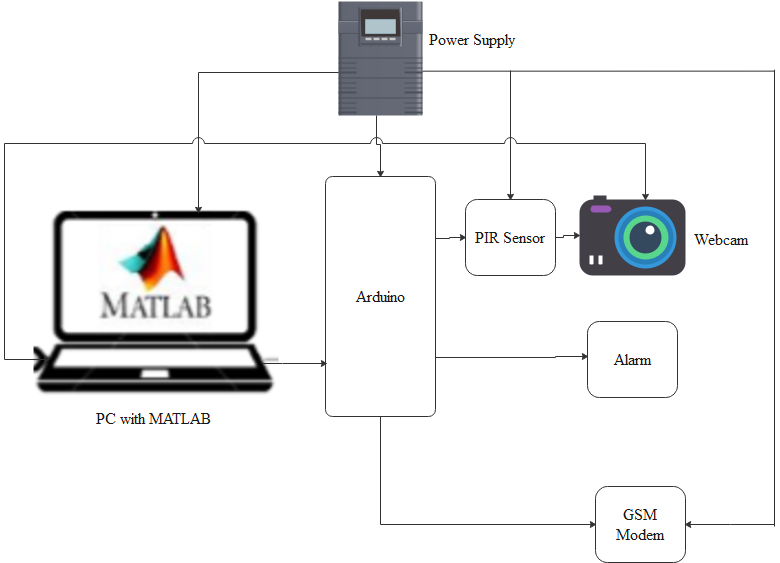 Power Supply
MATLAB
PIR Sensor
Webcam
Arduino
Alarm
PC with MATLAB
GSM
Modem